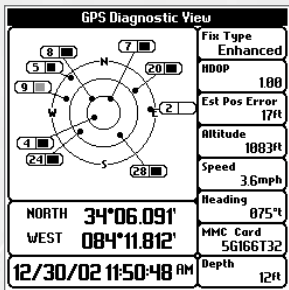 GPS Diagnostic View
8
7
5
20
9
2
4
24
28
N
W
E
S
Fix Type
Enhanced
HDOP
1.00
Est Pos Error
17ft
Altitude
1083ft
Speed
3.6mph
Heading
075°t
MMC Card
5G166T32
Depth
12ft
NORTH 34°06.091'
WEST 084°11.812'
12/30/02 11:50:48 AM